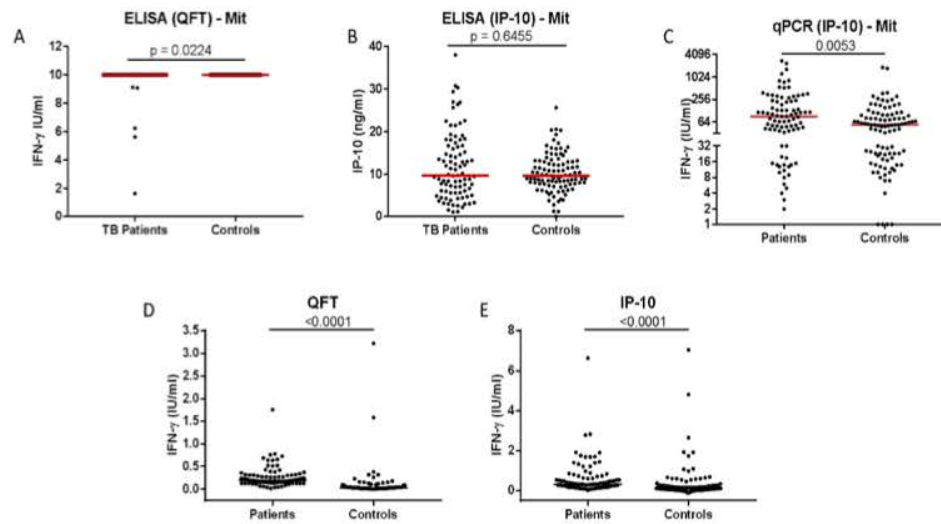 A
ELISA (QFT) - Mit
p = 0.0224
IFN-γ IU/ml
12
10
8
6
4
2
0
TB Patients
Controls
B
ELISA (IP-10) - Mit
p = 0.6455
IP-10 (ng/ml)
40
30
20
10
0
TB Patients
Controls
C
qPCR (IP-10) - Mit
0.0053
IFN-γ (IU/ml)
4096
1024
256
64
32
16
8
4
2
1
Patients
Controls
D
QFT
<0.0001
IFN-γ (IU/ml)
3.5
3.0
2.5
2.0
1.5
1.0
0.5
0.0
Patients
Controls
E
IP-10
<0.0001
IFN-γ (IU/ml)
8
6
4
2
0
Patients
Controls